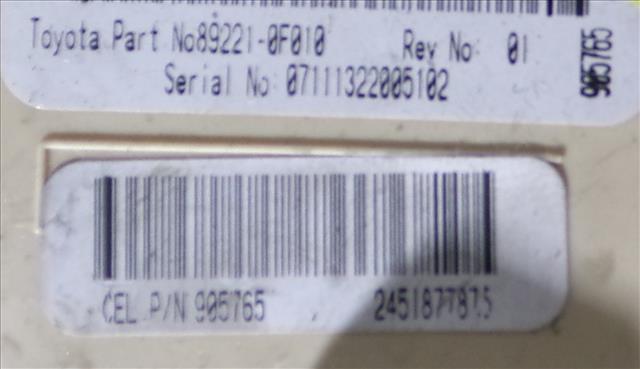 Toyota Part No89221-0F010 Rev No: 01
Serial No: 07111322005102
905765
CEL P/N 905765 2451877875